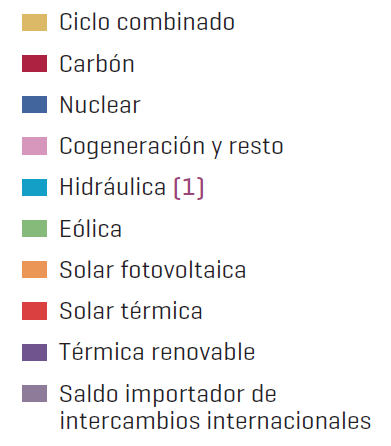 Ciclo combinado
Carbón
Nuclear
Cogeneración y resto
Hidráulica (1)
Eólica
Solar fotovoltaica
Solar térmica
Térmica renovable
Saldo importador de
intercambios internacionales